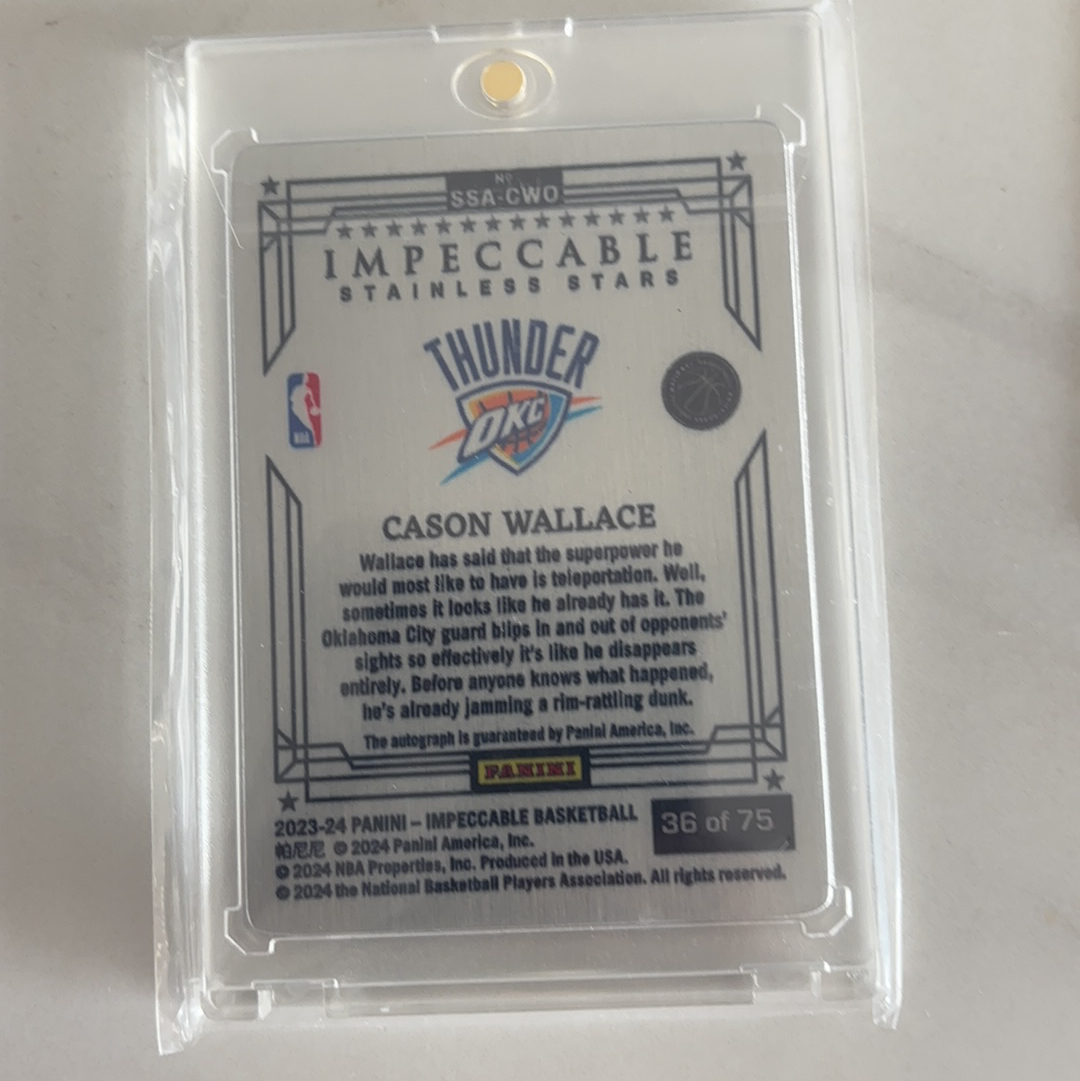 No
SSA-CWO
IMPECCABLE
STAINLESS STARS
THUNDER
OKC
NBA
CASON WALLACE
Wallace has said that the superpower he
would most like to have is teleportation. Well,
sometimes it looks like he already has it. The
Oklahoma City guard blips in and out of opponents'
sights so effectively it's like he disappears
entirely. Before anyone knows what happened,
he's already jamming a rim-rattling dunk.
The autograph is guaranteed by Panini America, Inc.
PANINI
2023-24 PANINI – IMPECCABLE BASKETBALL
36 of 75
帕尼尼 © 2024 Panini America, Inc.
© 2024 NBA Properties, Inc. Produced in the USA.
© 2024 the National Basketball Players Association. All rights reserved.